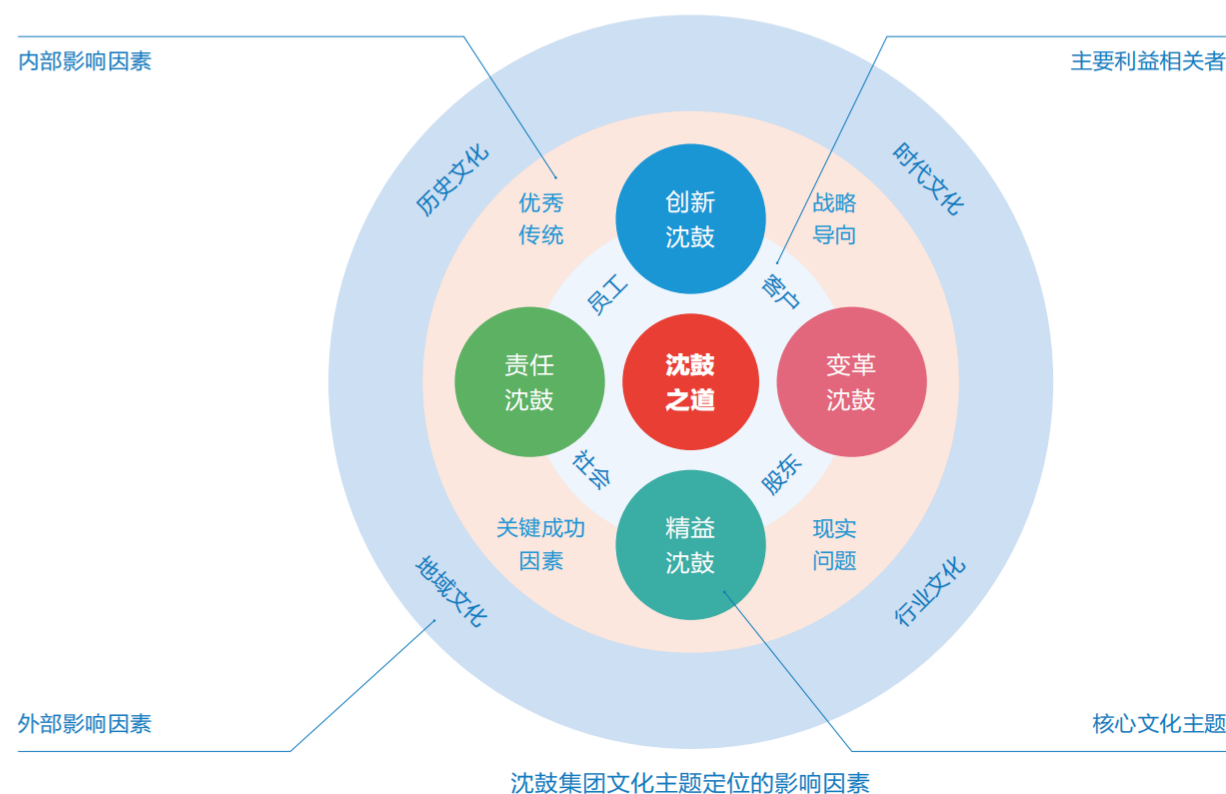 内部影响因素
主要利益相关者
历史文化
时代文化
优秀
传统
创新
沈鼓
战略
导向
员工
客户
责任
沈鼓
沈鼓
之道
变革
沈鼓
社会
股东
关键成功
因素
精益
沈鼓
现实
问题
地域文化
行业文化
外部影响因素
核心文化主题
沈鼓集团文化主题定位的影响因素